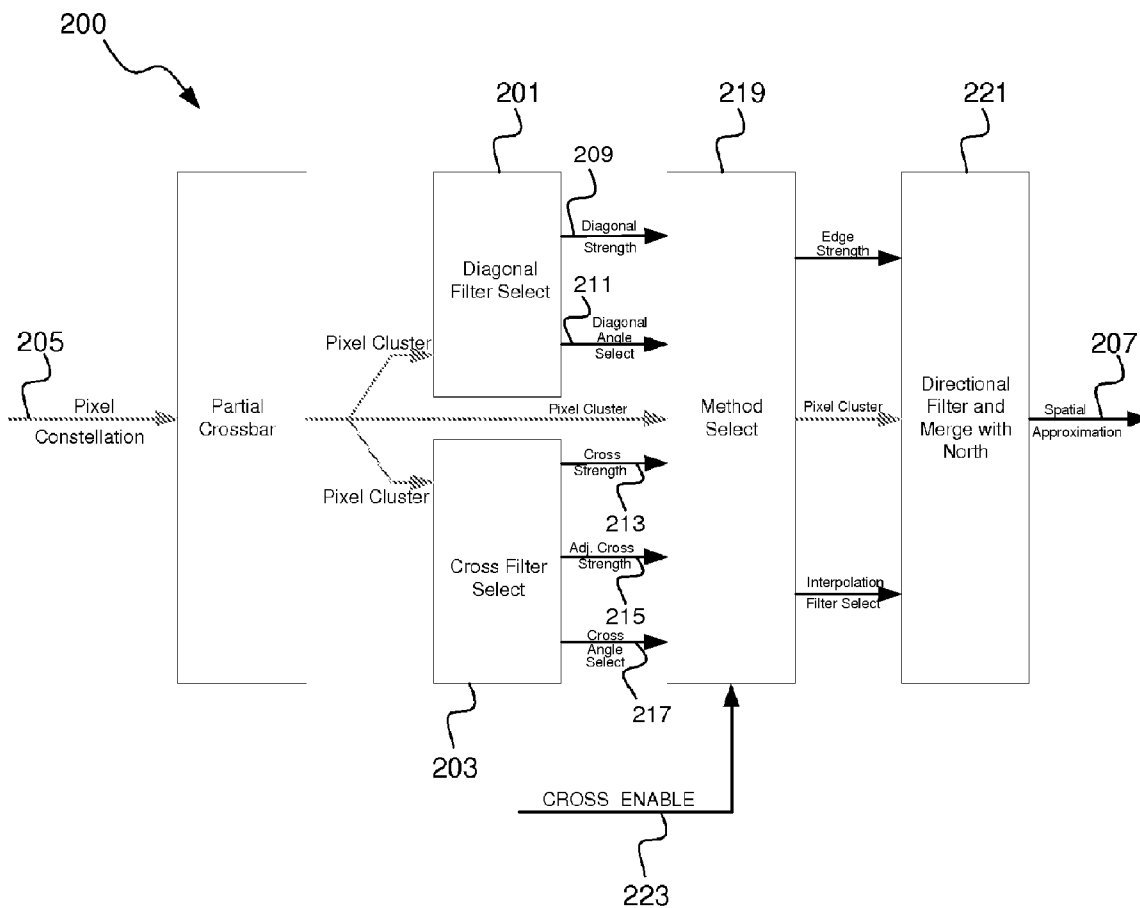 200
201
219
221
209
Diagonal
Strength
Edge
Strength
Diagonal
Filter Select
211
Diagonal
Angle
Select
205
Pixel Cluster
207
Pixel
Constellation
Partial
Crossbar
Pixel Cluster
Method
Select
Pixel Cluster
Directional
Filter and
Merge with
North
Spatial
Approximation
Pixel Cluster
Cross
Strength
213
Cross Filter
Select
Adj. Cross
Strength
215
Interpolation
Filter Select
Cross
Angle
Select
217
203
CROSS ENABLE
223